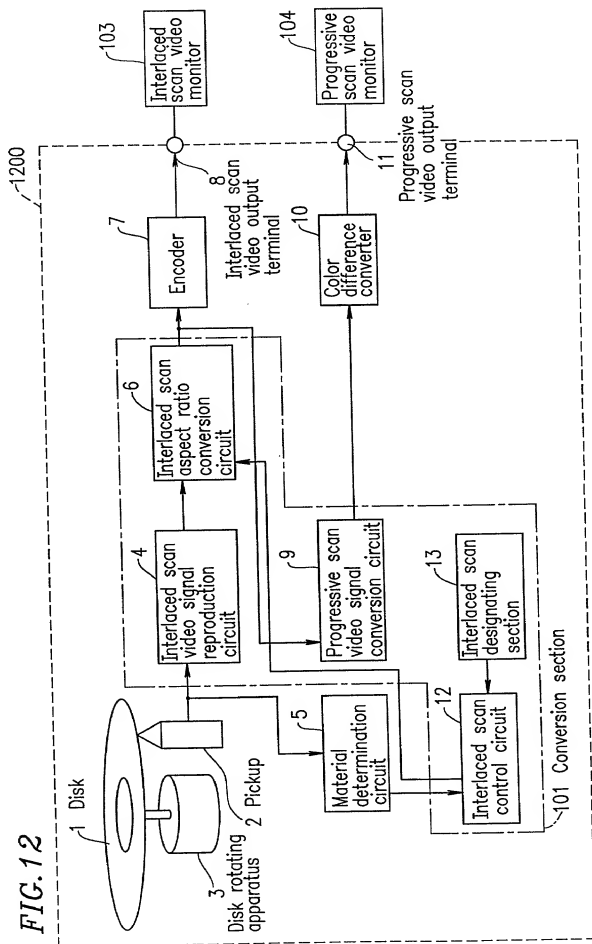 FIG.12
1200
1 Disk
2 Pickup
3
Disk rotating
apparatus
4
Interlaced scan
video signal
reproduction
circuit
5
Material
determination
circuit
6
Interlaced scan
aspect ratio
conversion
circuit
7
Encoder
8
Interlaced scan
video output
terminal
103
Interlaced
scan video
monitor
9
Progressive scan
video signal
conversion circuit
10
Color
difference
converter
11
Progressive scan
video output
terminal
104
Progressive
scan video
monitor
12
Interlaced scan
control circuit
13
Interlaced scan
designating
section
101 Conversion section